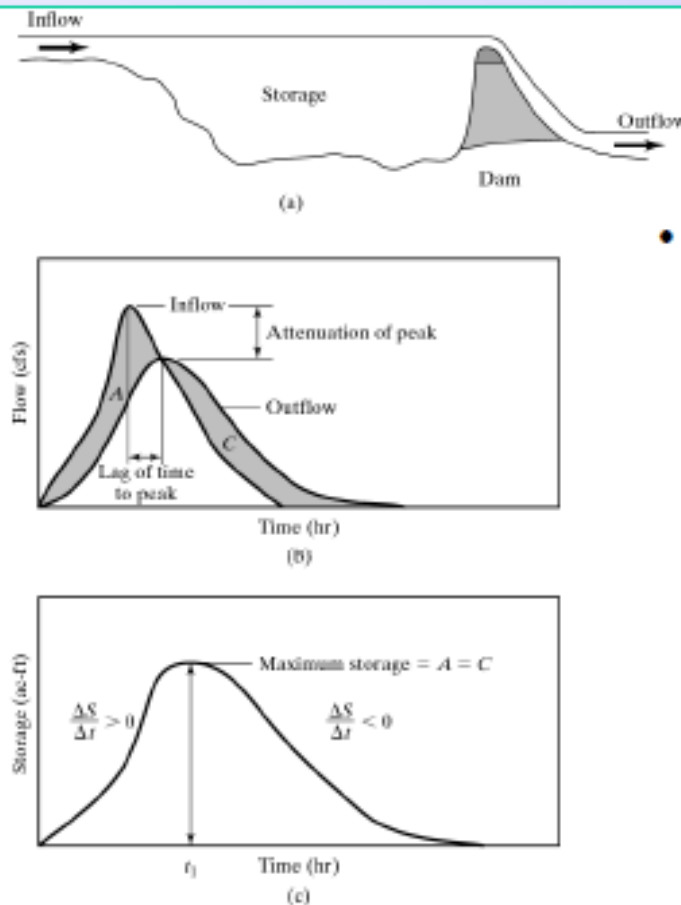 Inflow
Storage
Outflow
Dam
(a)
Flow (cfs)
Inflow
Attenuation of peak
A
Outflow
C
Lag of time
to peak
Time (hr)
(b)
Storage (ac-ft)
Maximum storage = A = C
ΔS/Δt > 0
ΔS/Δt < 0
t₁
Time (hr)
(c)